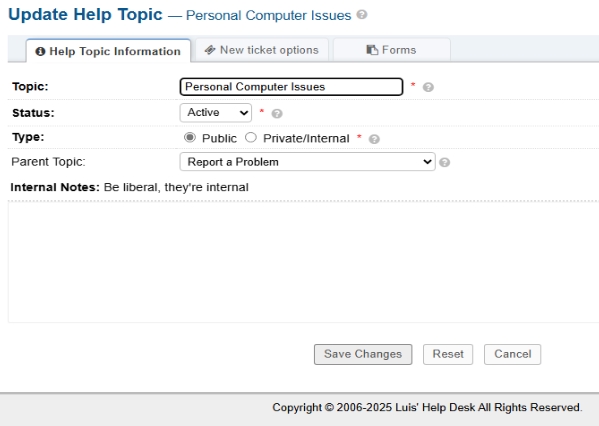 Update Help Topic — Personal Computer Issues
Help Topic Information
New ticket options
Forms
Topic: Personal Computer Issues *
Status: Active *
Type: Public Private/Internal *
Parent Topic: Report a Problem
Internal Notes: Be liberal, they're internal
Save Changes Reset Cancel
Copyright © 2006-2025 Luis' Help Desk All Rights Reserved.